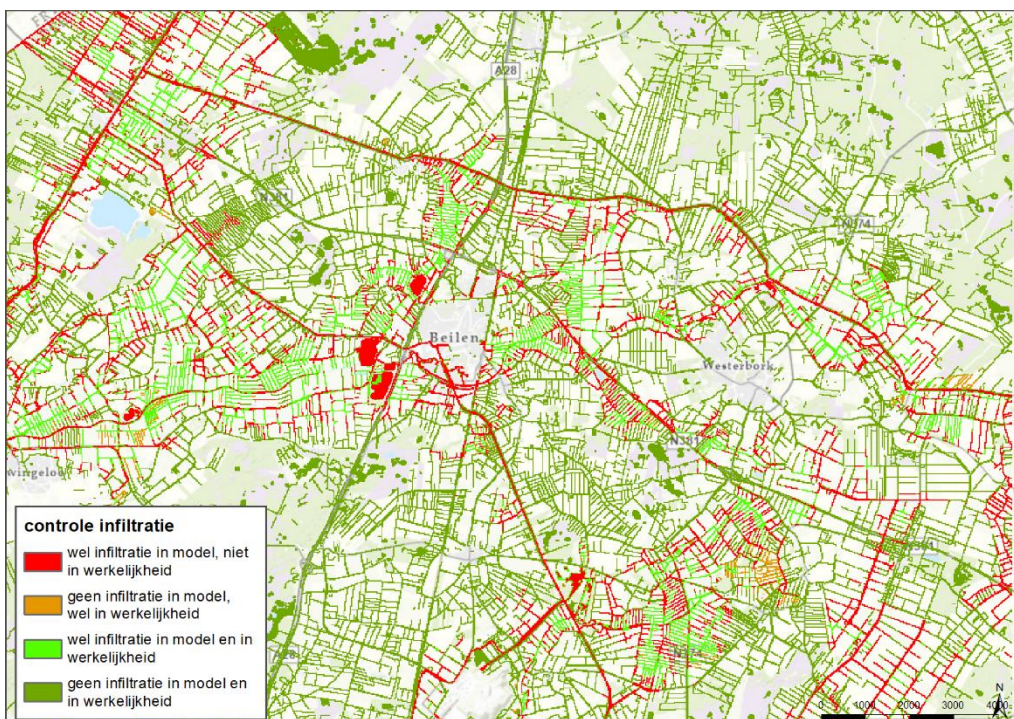 A28
Beilen
Westerbork
N381
controle infiltratie
wel infiltratie in model, niet
in werkelijkheid
geen infiltratie in model,
wel in werkelijkheid
wel infiltratie in model en in
werkelijkheid
geen infiltratie in model en
in werkelijkheid
N
0 1000 2000 3000 4000